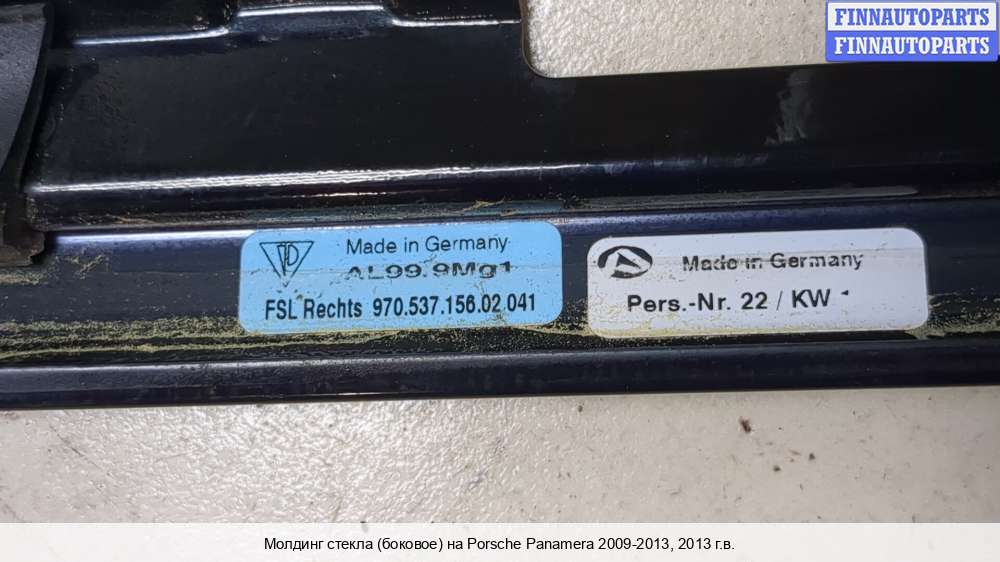 FINNAUTOPARTS
FINNAUTOPARTS
Made in Germany
AL99.9Mg1
FSL Rechts 970.537.156.02.041
Made in Germany
Pers.-Nr. 22 / KW
Молдинг стекла (боковое) на Porsche Panamera 2009-2013, 2013 г.в.